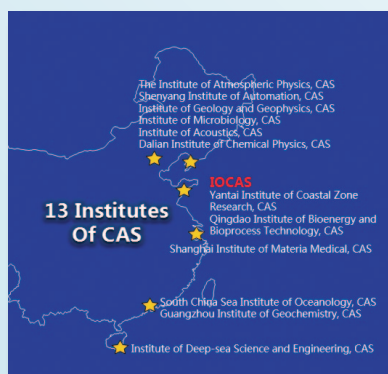 The Institute of Atmospheric Physics, CAS
Shenyang Institute of Automation, CAS
Institute of Geology and Geophysics, CAS
Institute of Microbiology, CAS
Institute of Acoustics, CAS
Dalian Institute of Chemical Physics, CAS
IOCAS
Yantai Institute of Coastal Zone
Research, CAS
Qingdao Institute of Bioenergy and
Bioprocess Technology, CAS
13 Institutes
Of CAS
Shanghai Institute of Materia Medical, CAS
South China Sea Institute of Oceanology, CAS
Guangzhou Institute of Geochemistry, CAS
Institute of Deep-sea Science and Engineering, CAS